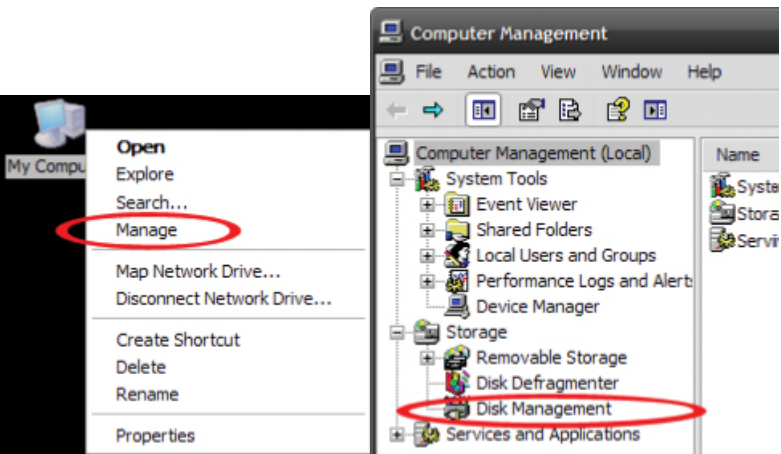 My Compu
Open
Explore
Search...
Manage
Map Network Drive...
Disconnect Network Drive...
Create Shortcut
Delete
Rename
Properties
Computer Management
File Action View Window Help
Computer Management (Local)
System Tools
Event Viewer
Shared Folders
Local Users and Groups
Performance Logs and Alert
Device Manager
Storage
Removable Storage
Disk Defragmenter
Disk Management
Services and Applications
Name
Syste
Stora
Servi